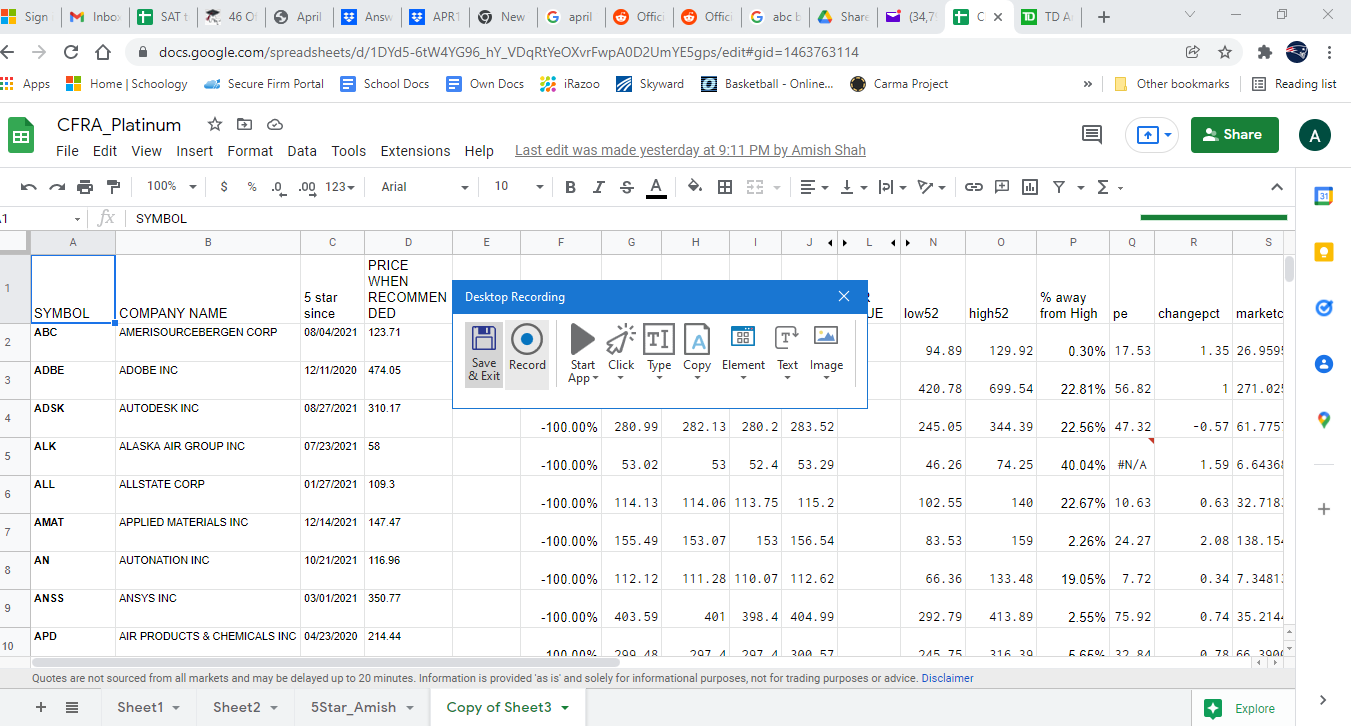 Sign
Inbo
SAT t
46 O
April
Answ
APRT
New
april
Offic
Offic
abc b
Share
(34,7
C
TD A
docs.google.com/spreadsheets/d/1DYd5-6tW4YG96_hY_VDqRtYeOXvrFwpA0D2UmYE5gps/edit#gid=1463763114
Apps
Home | Schoology
Secure Firm Portal
School Docs
Own Docs
iRazoo
Skyward
Basketball - Online...
Carma Project
»
Other bookmarks
Reading list
CFRA_Platinum
File Edit View Insert Format Data Tools Extensions Help
Last edit was made yesterday at 9:11 PM by Amish Shah
Share
A
100% $ % .0 .00 123 Arial 10 B I S A
31
fx SYMBOL
A B C D E F G H I J L N O P Q R S
1 SYMBOL COMPANY NAME
5 star
since
PRICE
WHEN
RECOMMEN
DED
UE
low52 high52
% away
from High
pe changepct marketc
2 ABC AMERISOURCEBERGEN CORP 08/04/2021 123.71 94.89 129.92 0.30% 17.53 1.35 26.959
3 ADBE ADOBE INC 12/11/2020 474.05 420.78 699.54 22.81% 56.82 1 271.025
4 ADSK AUTODESK INC 08/27/2021 310.17 -100.00% 280.99 282.13 280.2 283.52 245.05 344.39 22.56% 47.32 -0.57 61.775
5 ALK ALASKA AIR GROUP INC 07/23/2021 58 -100.00% 53.02 53 52.4 53.29 46.26 74.25 40.04% #N/A 1.59 6.6436
6 ALL ALLSTATE CORP 01/27/2021 109.3 -100.00% 114.13 114.06 113.75 115.2 102.55 140 22.67% 10.63 0.63 32.718
7 AMAT APPLIED MATERIALS INC 12/14/2021 147.47 -100.00% 155.49 153.07 153 156.54 83.53 159 2.26% 24.27 2.08 138.154
8 AN AUTONATION INC 10/21/2021 116.96 -100.00% 112.12 111.28 110.07 112.62 66.36 133.48 19.05% 7.72 0.34 7.3481
9 ANSS ANSYS INC 03/01/2021 350.77 -100.00% 403.59 401 398.4 404.99 292.79 413.89 2.55% 75.92 0.74 35.214
10 APD AIR PRODUCTS & CHEMICALS INC 04/23/2020 214.44 -100.00% 299.48 297.4 297.4 300.57 245.75 316.39 5.65% 32.84 0.78 66.390
Desktop Recording
Save
& Exit
Record
Start
App
Click
T I
Type
A
Copy
Element
T
Text
Image
Quotes are not sourced from all markets and may be delayed up to 20 minutes. Information is provided 'as is' and solely for informational purposes, not for trading purposes or advice. Disclaimer
Sheet1
Sheet2
5Star_Amish
Copy of Sheet3
Explore